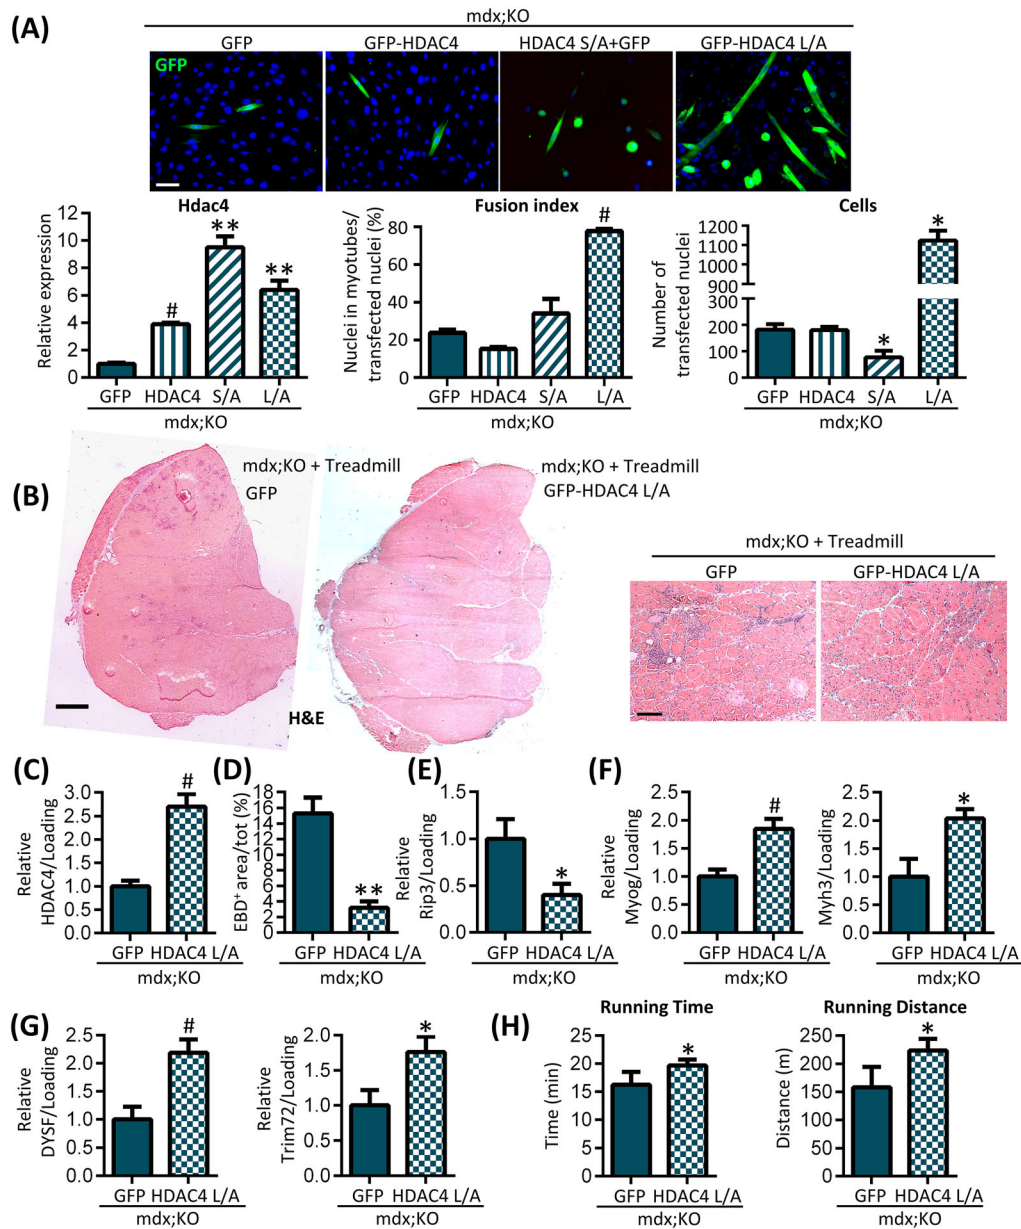 (A)
mdx;KO
GFP GFP-HDAC4 HDAC4 S/A+GFP GFP-HDAC4 L/A
GFP
Hdac4
Relative expression
12
10
8
6
4
2
0
# ** **
GFP HDAC4 S/A L/A
mdx;KO
Fusion index
Nuclei in myotubes/
transfected nuclei (%)
80
60
40
20
0
#
GFP HDAC4 S/A L/A
mdx;KO
Cells
Number of
transfected nuclei
1200
1100
1000
900
300
200
100
0
* *
GFP HDAC4 S/A L/A
mdx;KO
(B)
mdx;KO + Treadmill
GFP
mdx;KO + Treadmill
GFP-HDAC4 L/A
H&E
mdx;KO + Treadmill
GFP GFP-HDAC4 L/A
(C)
Relative
HDAC4/Loading
3.0
2.5
2.0
1.5
1.0
0.5
0.0
#
GFP HDAC4 L/A
mdx;KO
(D)
EBD+ area/tot (%)
18
16
14
12
10
8
6
4
2
0
**
GFP HDAC4 L/A
mdx;KO
(E)
Relative
Rip3/Loading
1.5
1.0
0.5
0.0
*
GFP HDAC4 L/A
mdx;KO
(F)
Relative
Myog/Loading
2.5
2.0
1.5
1.0
0.5
0.0
#
GFP HDAC4 L/A
mdx;KO
Myh3/Loading
2.5
2.0
1.5
1.0
0.5
0.0
*
GFP HDAC4 L/A
mdx;KO
(G)
Relative
DYSF/Loading
2.5
2.0
1.5
1.0
0.5
0.0
#
GFP HDAC4 L/A
mdx;KO
Relative
Trim72/Loading
2.0
1.5
1.0
0.5
0.0
*
GFP HDAC4 L/A
mdx;KO
(H)
Running Time
Time (min)
25
20
15
10
5
0
*
GFP HDAC4 L/A
mdx;KO
Running Distance
Distance (m)
250
200
150
100
50
0
*
GFP HDAC4 L/A
mdx;KO